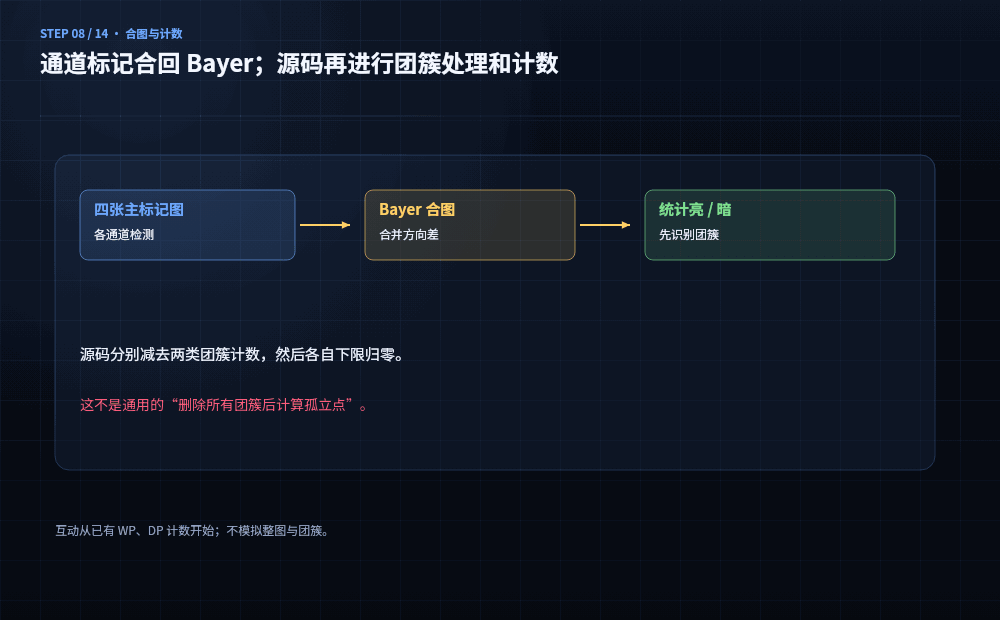 STEP 08 / 14 • 合图与计数
通道标记合回 Bayer；源码再进行团簇处理和计数
四张主标记图
各通道检测
Bayer 合图
合并方向差
统计亮 / 暗
先识别团簇
源码分别减去两类团簇计数，然后各自下限归零。
这不是通用的“删除所有团簇后计算孤立点”。
互动从已有 WP、DP 计数开始；不模拟整图与团簇。